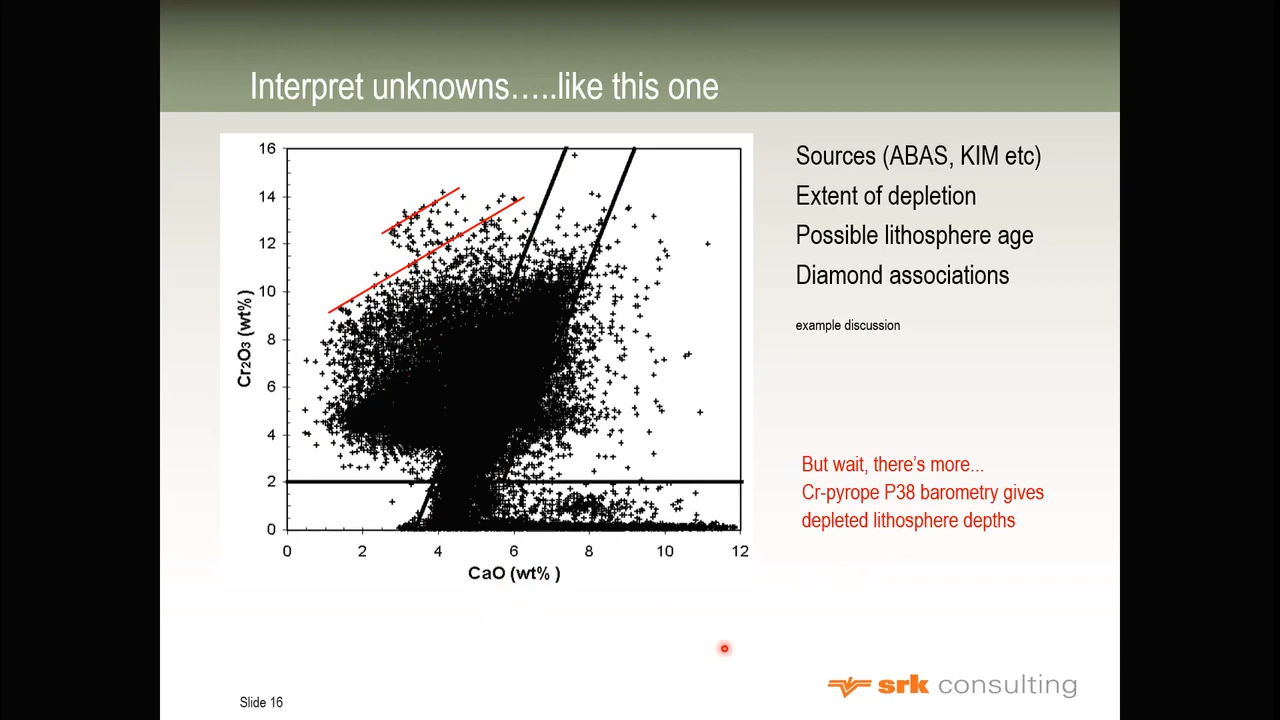 Interpret unknowns…..like this one
16
14
12
10
8
6
4
2
0
Cr2O3 (wt%)
0 2 4 6 8 10 12
CaO (wt% )
Sources (ABAS, KIM etc)
Extent of depletion
Possible lithosphere age
Diamond associations
example discussion
But wait, there's more...
Cr-pyrope P38 barometry gives
depleted lithosphere depths
Slide 16
srk consulting